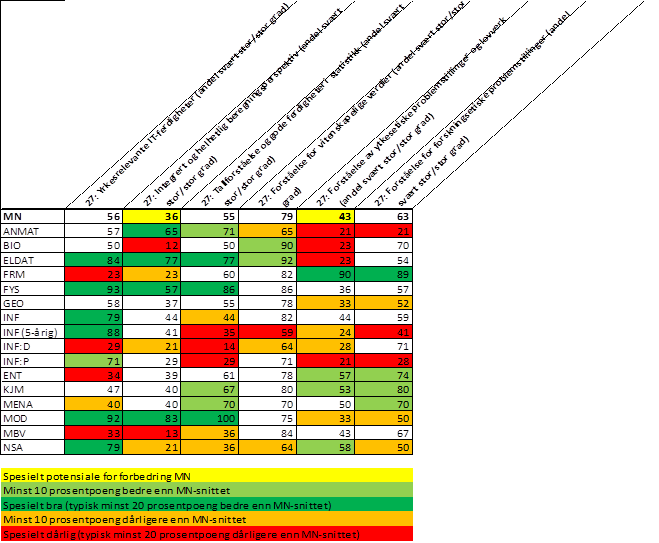 27: Yrkesrelevante IT-ferdigheter (andel svært stor/stor grad)
27: Integrert og helhetlig beregningsperspektiv (andel svært
stor/stor grad)
27: Tallforståelse og gode ferdigheter i statistikk (andel svært
stor/stor grad)
27: Forståelse for vitenskapelige verdier (andel svært stor/stor
grad)
27: Forståelse av yrkesetiske problemstillinger og lovverk
(andel svært stor/stor grad)
27: Forståelse for forskningsetiske problemstillinger (andel
svært stor/stor grad)
MN 56 36 55 79 43 63
ANMAT 57 65 71 65 21 21
BIO 50 12 50 90 23 70
ELDAT 84 77 77 92 23 54
FRM 23 23 60 82 90 89
FYS 93 57 86 86 36 57
GEO 58 37 55 78 33 52
INF 79 44 44 82 44 59
INF (5-årig) 88 41 35 59 24 41
INF:D 29 21 14 64 28 71
INF:P 71 29 29 71 21 28
ENT 34 39 61 78 57 74
KJM 47 40 67 80 53 80
MENA 40 40 70 70 50 70
MOD 92 83 100 75 33 50
MBV 33 13 36 84 43 67
NSA 79 21 36 64 58 50
Spesielt potensiale for forbedring MN
Minst 10 prosentpoeng bedre enn MN-snittet
Spesielt bra (typisk minst 20 prosentpoeng bedre enn MN-snittet)
Minst 10 prosentpoeng dårligere enn MN-snittet
Spesielt dårlig (typisk minst 20 prosentpoeng dårligere enn MN-snittet)